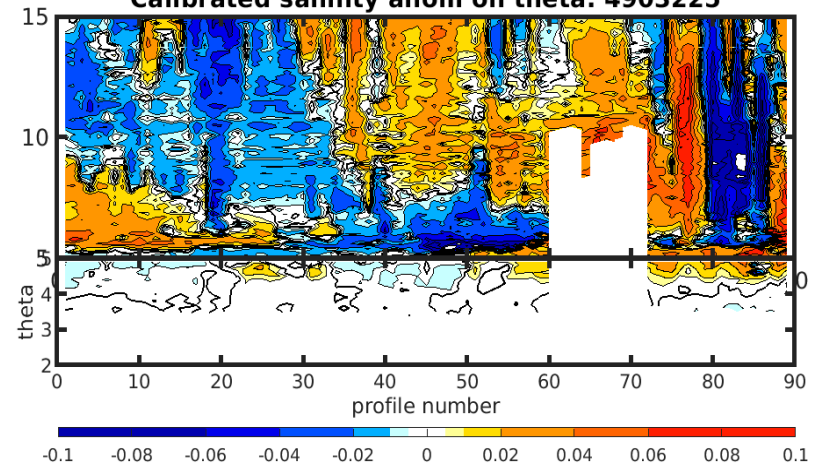 Calibrated salinity anom on theta: 4903225
15
10
5
0 0
4
3
2
theta
0 10 20 30 40 50 60 70 80 90
profile number
-0.1 -0.08 -0.06 -0.04 -0.02 0 0.02 0.04 0.06 0.08 0.1